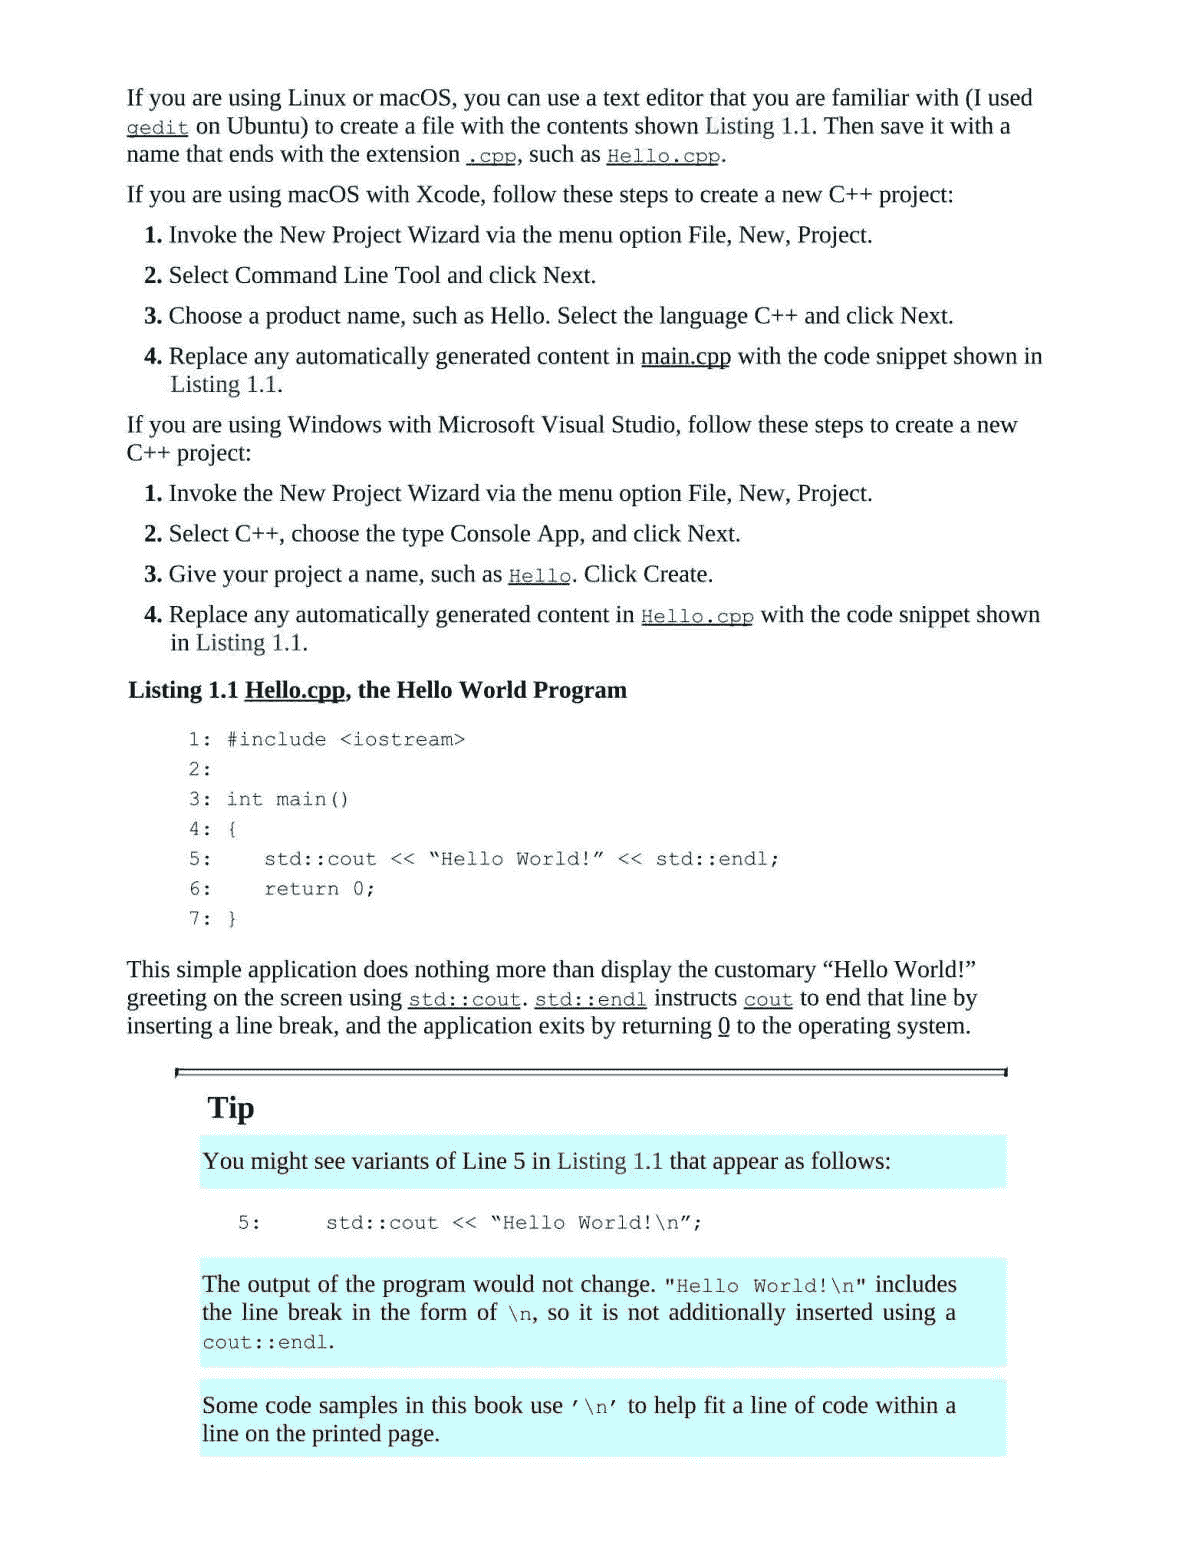 If you are using Linux or macOS, you can use a text editor that you are familiar with (I used
gedit on Ubuntu) to create a file with the contents shown Listing 1.1. Then save it with a
name that ends with the extension .cpp, such as Hello.cpp.
If you are using macOS with Xcode, follow these steps to create a new C++ project:
1. Invoke the New Project Wizard via the menu option File, New, Project.
2. Select Command Line Tool and click Next.
3. Choose a product name, such as Hello. Select the language C++ and click Next.
4. Replace any automatically generated content in main.cpp with the code snippet shown in
Listing 1.1.
If you are using Windows with Microsoft Visual Studio, follow these steps to create a new
C++ project:
1. Invoke the New Project Wizard via the menu option File, New, Project.
2. Select C++, choose the type Console App, and click Next.
3. Give your project a name, such as Hello. Click Create.
4. Replace any automatically generated content in Hello.cpp with the code snippet shown
in Listing 1.1.
Listing 1.1 Hello.cpp, the Hello World Program
1: #include <iostream>
2:
3: int main()
4: {
5:    std::cout << “Hello World!” << std::endl;
6:    return 0;
7: }
This simple application does nothing more than display the customary “Hello World!”
greeting on the screen using std::cout. std::endl instructs cout to end that line by
inserting a line break, and the application exits by returning 0 to the operating system.
Tip
You might see variants of Line 5 in Listing 1.1 that appear as follows:
5:     std::cout << “Hello World!\n”;
The output of the program would not change. "Hello World!\n" includes
the line break in the form of \n, so it is not additionally inserted using a
cout::endl.
Some code samples in this book use ’\n’ to help fit a line of code within a
line on the printed page.